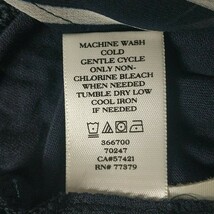 MACHINE WASH
COLD
GENTLE CYCLE
ONLY NON-
CHLORINE BLEACH
WHEN NEEDED
TUMBLE DRY LOW
COOL IRON
IF NEEDED
366700
70247
CA#57421
RN# 77379